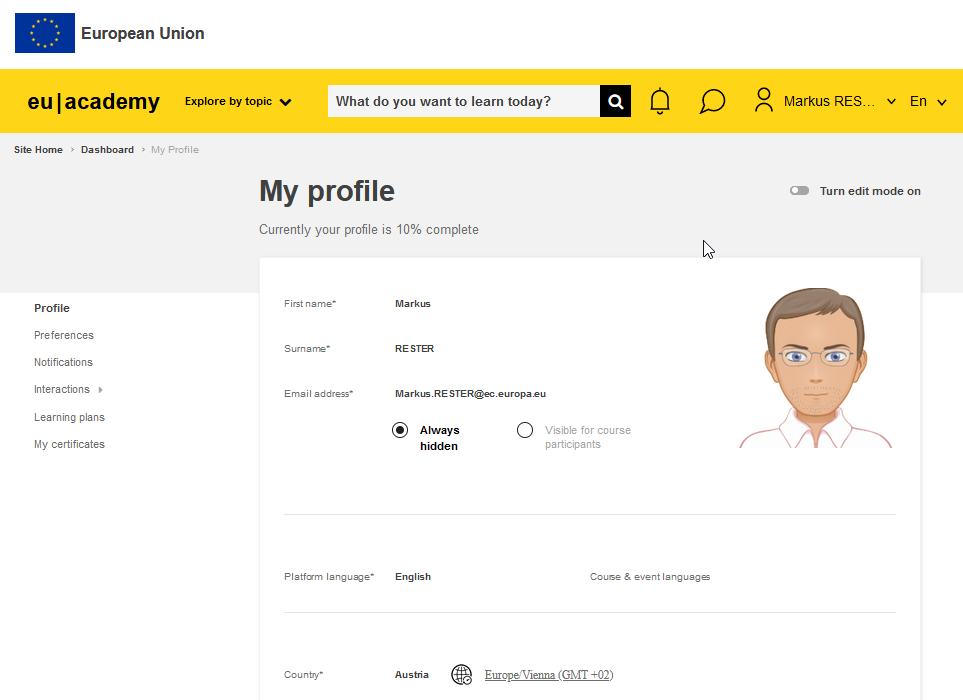 European Union
eu|academy
Explore by topic
What do you want to learn today?
Markus RES...
En
Site Home › Dashboard › My Profile
My profile
Turn edit mode on
Currently your profile is 10% complete
Profile
Preferences
Notifications
Interactions
Learning plans
My certificates
First name* Markus
Surname* RESTER
Email address* Markus.RESTER@ec.europa.eu
Always
hidden
Visible for course
participants
Platform language* English Course & event languages
Country* Austria Europe/Vienna (GMT +02)